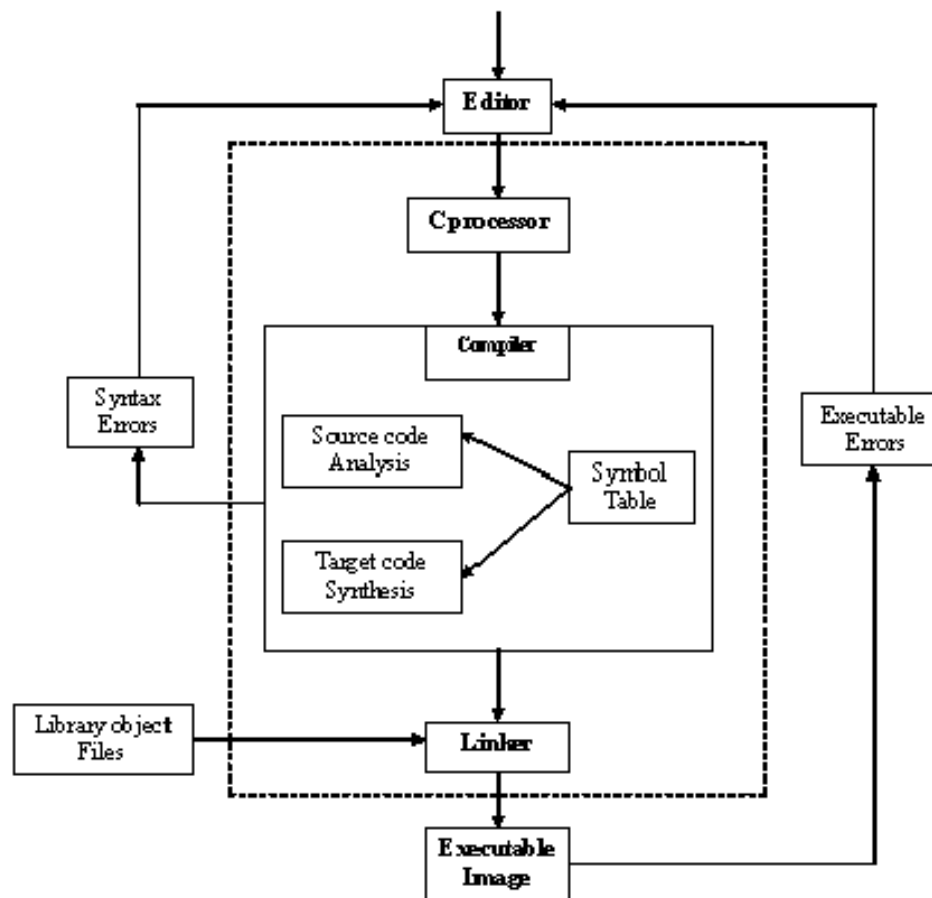 Editor
Cprocessor
Compiler
Syntax
Errors
Source code
Analysis
Symbol
Table
Executable
Errors
Target code
Synthesis
Library object
Files
Linker
Executable
Image